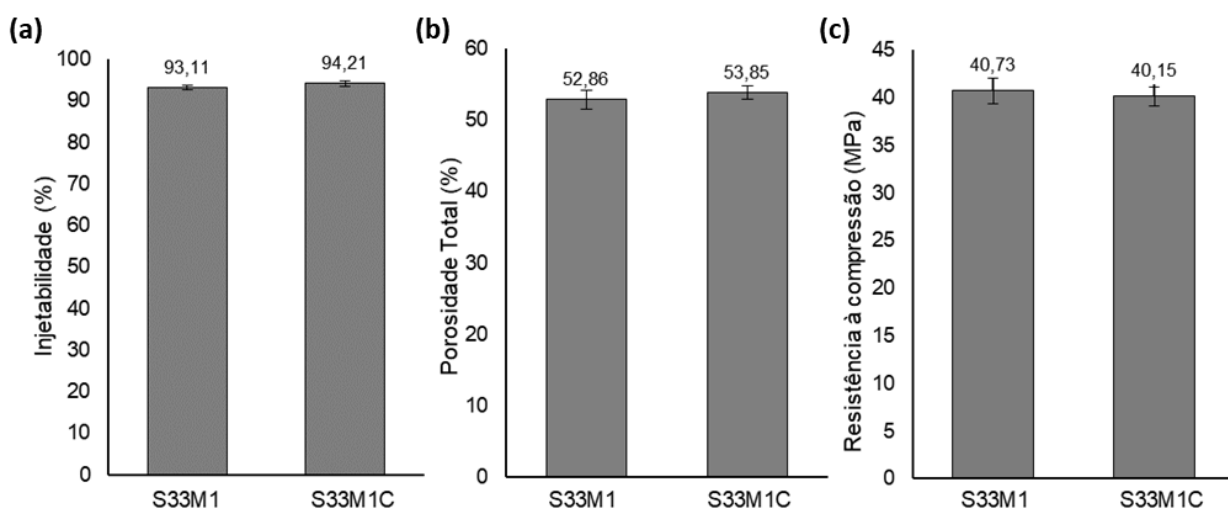 (a)
Injetabilidade (%)
100
90
80
70
60
50
40
30
20
10
0
93,11
94,21
S33M1
S33M1C
(b)
Porosidade Total (%)
60
50
40
30
20
10
0
52,86
53,85
S33M1
S33M1C
(c)
Resistência à compressão (MPa)
45
40
35
30
25
20
15
10
5
0
40,73
40,15
S33M1
S33M1C